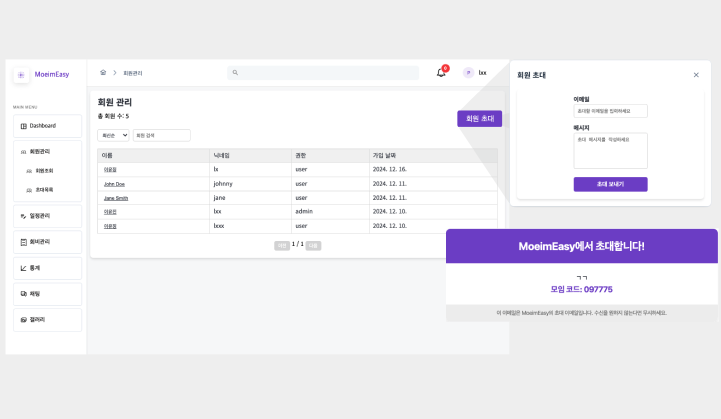 MoeimEasy
회원관리
6
lxx
MAIN MENU
Dashboard
회원관리
회원조회
초대목록
일정관리
회비관리
통계
채팅
갤러리
회원 관리
총 회원 수: 5
회원 초대
최신순
회원 검색
이름 닉네임 권한 가입 날짜
lx user 2024. 12. 16.
John Doe johnny user 2024. 12. 11.
Jane Smith jane user 2024. 12. 11.
lxx admin 2024. 12. 10.
lxxx user 2024. 12. 10.
이전 1 / 1 다음
회원 초대
이메일
초대할 이메일을 입력하세요
메시지
초대 메시지를 작성하세요
초대 보내기
MoeimEasy에서 초대합니다!
ㄱㄱ
모임 코드: 097775
이 이메일은 MoeimEasy의 초대 이메일입니다. 수신을 원하지 않는다면 무시하세요.